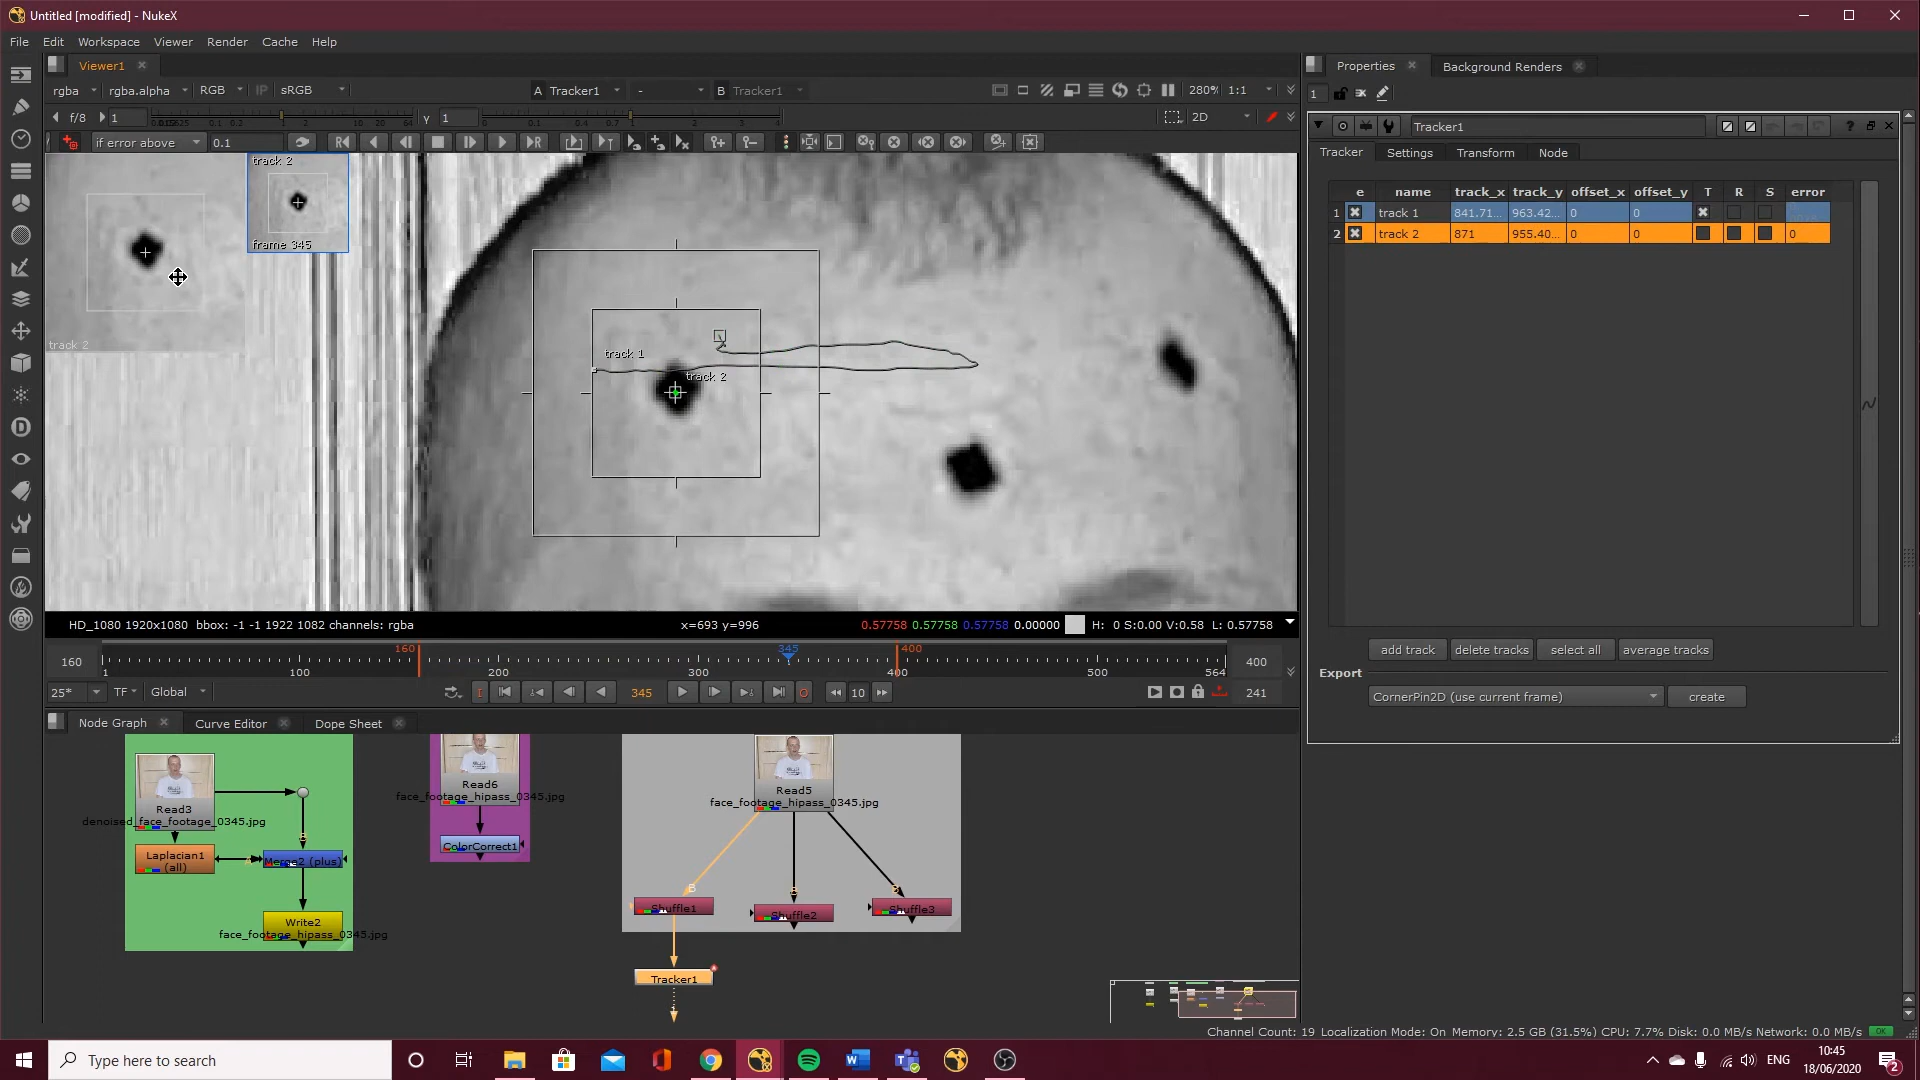 Untitled [modified] - NukeX
File Edit Workspace Viewer Render Cache Help
Viewer1
rgba rgba.alpha RGB IP sRGB A Tracker1 - B Tracker1 280% 1:1
f/8 1 y 1 2D
if error above 0.1
track 2
frame 345
track 2
track 1
track 2
HD_1080 1920x1080 bbox: -1 -1 1922 1082 channels: rgba x=693 y=996 0.57758 0.57758 0.57758 0.00000 H: 0 S:0.00 V:0.58 L: 0.57758
160 160 345 400 400
1 100 200 300 400 500 564
25* TF Global 345 10 241
Node Graph Curve Editor Dope Sheet
Read3
denoised_face_footage_0345.jpg
Laplacian1
(all)
Merge2 (plus)
Write2
face_footage_hipass_0345.jpg
Read6
face_footage_hipass_0345.jpg
ColorCorrect1
Read5
face_footage_hipass_0345.jpg
B
Shuffle1
Shuffle2
Shuffle3
Tracker1
Properties Background Renders
1
Tracker1
Tracker Settings Transform Node
e name track_x track_y offset_x offset_y T R S error
1 track 1 841.71... 963.42... 0 0
2 track 2 871 955.40... 0 0 0
add track delete tracks select all average tracks
Export
CornerPin2D (use current frame) create
Channel Count: 19 Localization Mode: On Memory: 2.5 GB (31.5%) CPU: 7.7% Disk: 0.0 MB/s Network: 0.0 MB/s OK
Type here to search
ENG
10:45
18/06/2020
2